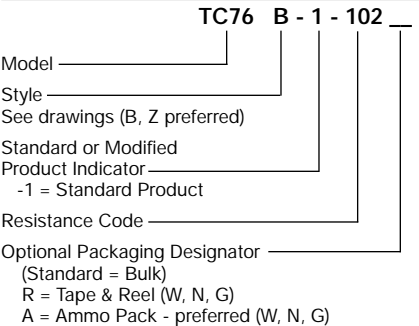 TC76 B - 1 - 102 __
Model
Style
See drawings (B, Z preferred)
Standard or Modified
Product Indicator
-1 = Standard Product
Resistance Code
Optional Packaging Designator
(Standard = Bulk)
R = Tape & Reel (W, N, G)
A = Ammo Pack - preferred (W, N, G)